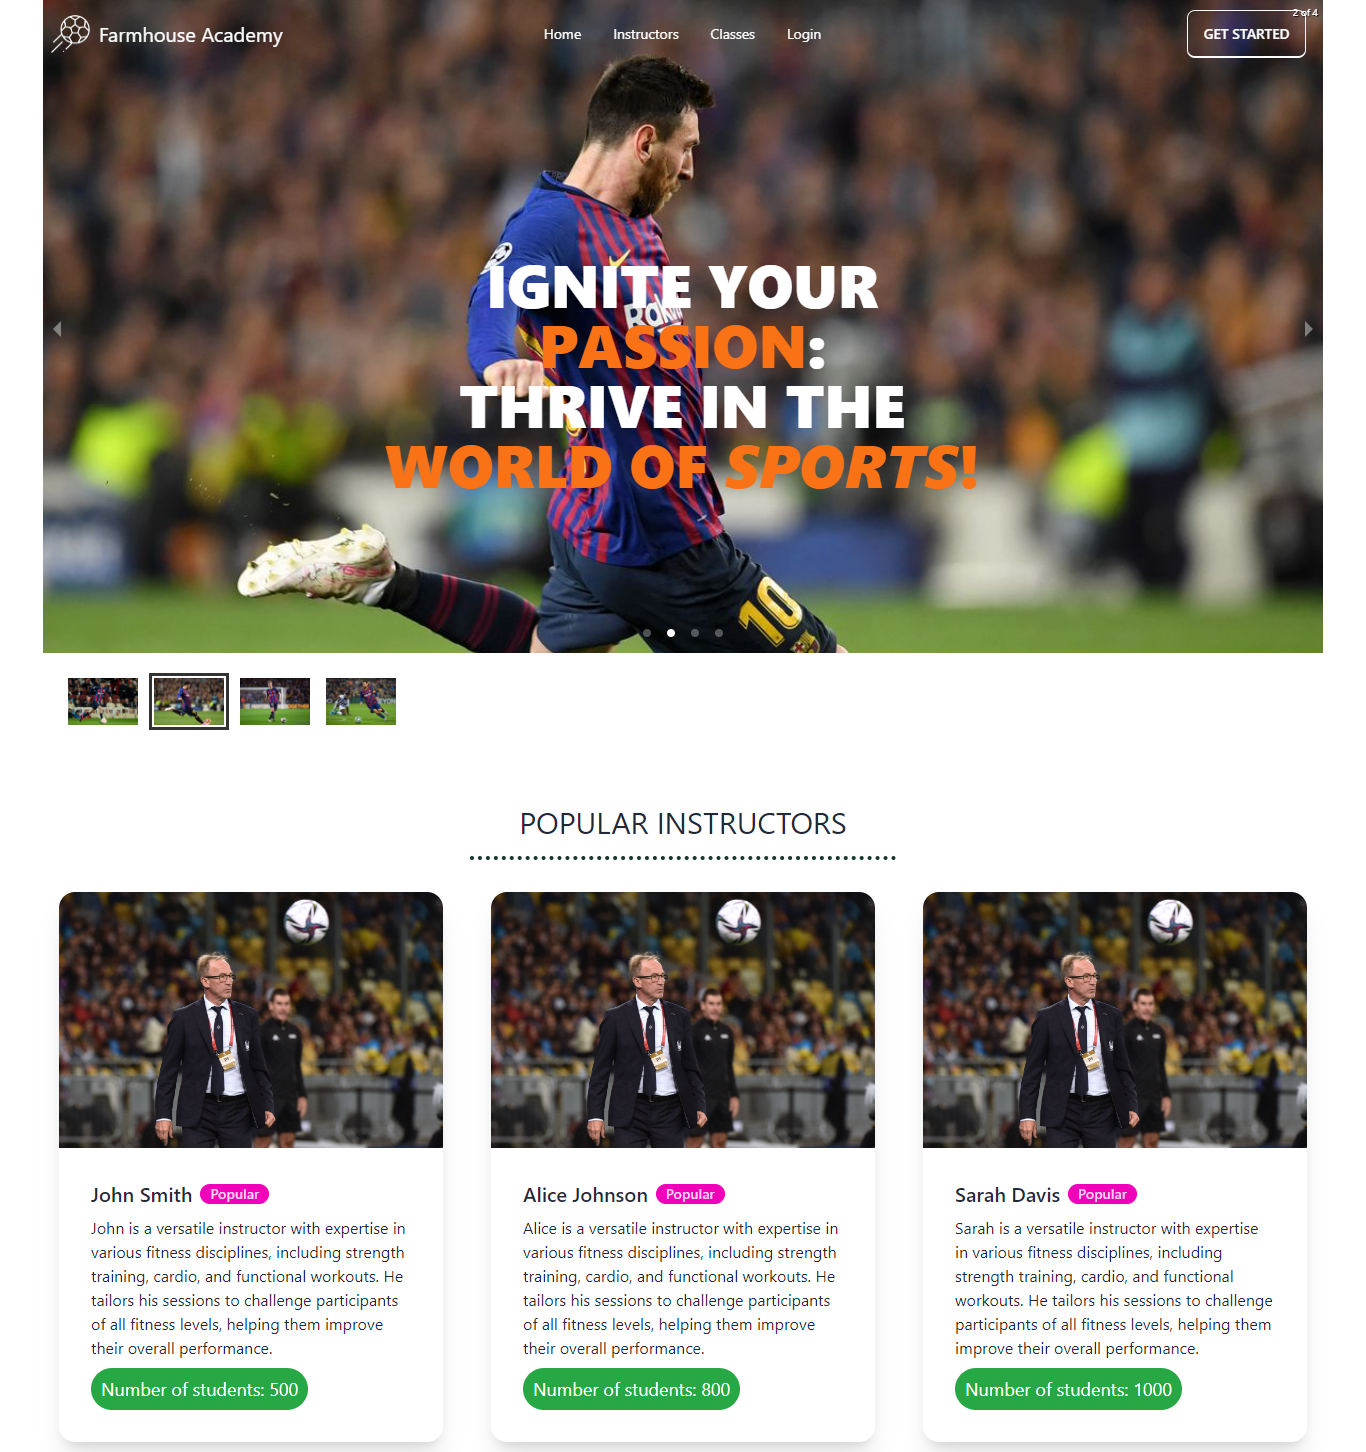 Farmhouse Academy
Home Instructors Classes Login
2 of 4
GET STARTED
IGNITE YOUR
PASSION:
THRIVE IN THE
WORLD OF SPORTS!
10
POPULAR INSTRUCTORS
John Smith Popular
John is a versatile instructor with expertise in
various fitness disciplines, including strength
training, cardio, and functional workouts. He
tailors his sessions to challenge participants
of all fitness levels, helping them improve
their overall performance.
Number of students: 500
Alice Johnson Popular
Alice is a versatile instructor with expertise in
various fitness disciplines, including strength
training, cardio, and functional workouts. He
tailors his sessions to challenge participants
of all fitness levels, helping them improve
their overall performance.
Number of students: 800
Sarah Davis Popular
Sarah is a versatile instructor with expertise
in various fitness disciplines, including
strength training, cardio, and functional
workouts. He tailors his sessions to challenge
participants of all fitness levels, helping them
improve their overall performance.
Number of students: 1000